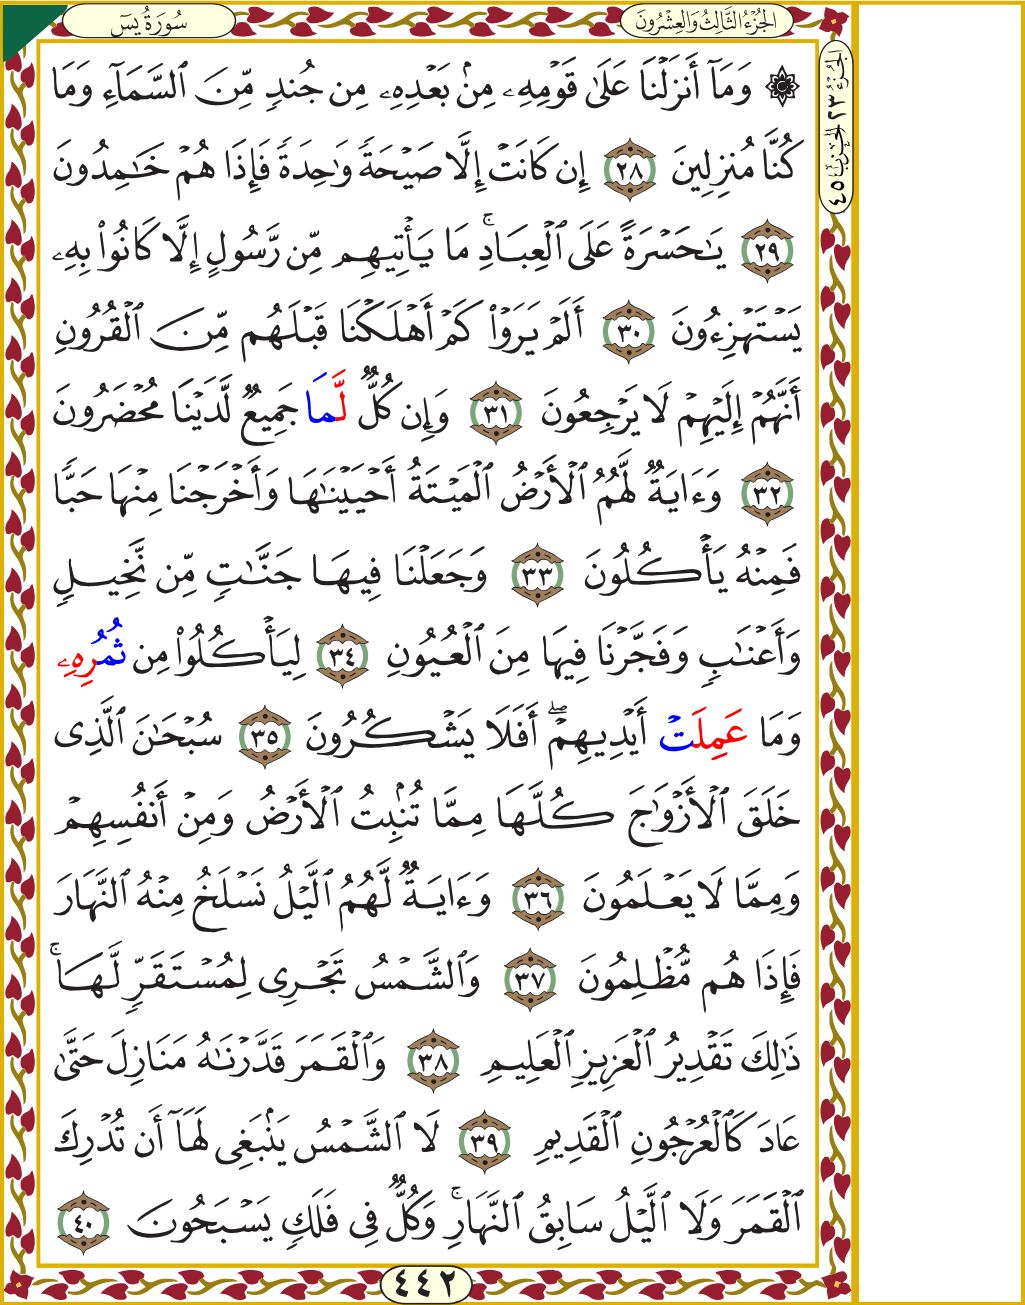 سُورَةُ يسٓ
الجُزْءُ الثَّالِثُ وَالعِشْرُونَ
الجُزْءُ ٢٣ الحِزْبُ ٤٥
۞ وَمَآ أَنزَلْنَا عَلَىٰ قَوْمِهِۦ مِنۢ بَعْدِهِۦ مِن جُندٖ مِّنَ ٱلسَّمَآءِ وَمَا
كُنَّا مُنزِلِينَ ٢٨ إِن كَانَتْ إِلَّا صَيْحَةٗ وَٰحِدَةٗ فَإِذَا هُمْ خَٰمِدُونَ
٢٩ يَٰحَسْرَةً عَلَى ٱلْعِبَادِۚ مَا يَأْتِيهِم مِّن رَّسُولٍ إِلَّا كَانُوا۟ بِهِۦ
يَسْتَهْزِءُونَ ٣٠ أَلَمْ يَرَوْا۟ كَمْ أَهْلَكْنَا قَبْلَهُم مِّنَ ٱلْقُرُونِ
أَنَّهُمْ إِلَيْهِمْ لَا يَرْجِعُونَ ٣١ وَإِن كُلّٞ لَّمَا جَمِيعٞ لَّدَيْنَا مُحْضَرُونَ
٣٢ وَءَايَةٞ لَّهُمُ ٱلْأَرْضُ ٱلْمَيْتَةُ أَحْيَيْنَٰهَا وَأَخْرَجْنَا مِنْهَا حَبّٗا
فَمِنْهُ يَأْكُلُونَ ٣٣ وَجَعَلْنَا فِيهَا جَنَّٰتٖ مِّن نَّخِيلٖ
وَأَعْنَٰبٖ وَفَجَّرْنَا فِيهَا مِنَ ٱلْعُيُونِ ٣٤ لِيَأْكُلُوا۟ مِن ثُمُرِهِۦ
وَمَا عَمِلَتْ أَيْدِيهِمْۖ أَفَلَا يَشْكُرُونَ ٣٥ سُبْحَٰنَ ٱلَّذِى
خَلَقَ ٱلْأَزْوَٰجَ كُلَّهَا مِمَّا تُنۢبِتُ ٱلْأَرْضُ وَمِنْ أَنفُسِهِمْ
وَمِمَّا لَا يَعْلَمُونَ ٣٦ وَءَايَةٞ لَّهُمُ ٱلَّيْلُ نَسْلَخُ مِنْهُ ٱلنَّهَارَ
فَإِذَا هُم مُّظْلِمُونَ ٣٧ وَٱلشَّمْسُ تَجْرِى لِمُسْتَقَرّٖ لَّهَاۚ
ذَٰلِكَ تَقْدِيرُ ٱلْعَزِيزِ ٱلْعَلِيمِ ٣٨ وَٱلْقَمَرَ قَدَّرْنَٰهُ مَنَازِلَ حَتَّىٰ
عَادَ كَٱلْعُرْجُونِ ٱلْقَدِيمِ ٣٩ لَا ٱلشَّمْسُ يَنۢبَغِى لَهَآ أَن تُدْرِكَ
ٱلْقَمَرَ وَلَا ٱلَّيْلُ سَابِقُ ٱلنَّهَارِۚ وَكُلّٞ فِى فَلَكٖ يَسْبَحُونَ ٤٠
٤٤٢